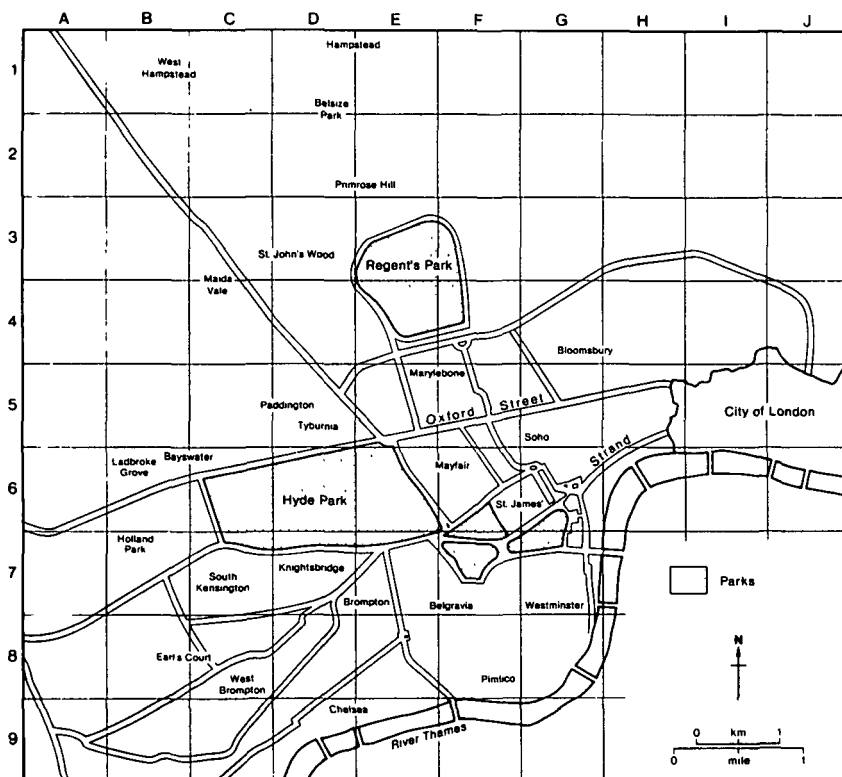 A B C D E F G H I J
1
Hampstead
West
Hampstead
Belsize
Park
2
Primrose Hill
3
St. John's Wood
Regent's Park
Maida
Vale
4
Bloomsbury
Marylebone
5
Paddington
Oxford Street
City of London
Tyburnia
Soho
Strand
Bayswater
Ladbroke
Grove
Mayfair
6
Hyde Park
St. James'
Holland
Park
7
South
Kensington
Knightsbridge
Parks
Brompton
Belgravia
Westminster
N
8
Earl's Court
West
Brompton
Pimlico
Chelsea
9
River Thames
0 km 1
0 mile 1